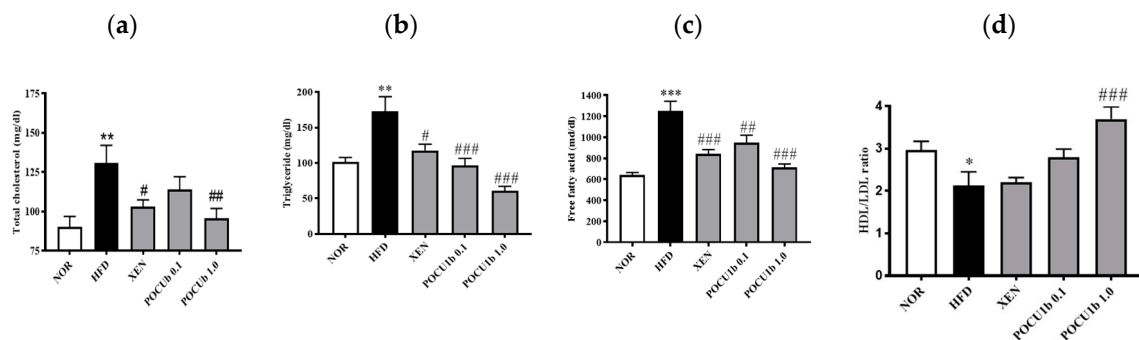 (a)
(b)
(c)
(d)
Total cholesterol (mg/dl)
175
150
125
100
75
**
#
##
NOR
HFD
XEN
POCUb 0.1
POCUb 1.0
Triglyceride (mg/dl)
200
150
100
50
0
**
#
###
###
NOR
HFD
XEN
POCU1b 0.1
POCU1b 1.0
Free fatty acid (md/dl)
1400
1200
1000
800
600
400
200
0
***
###
##
###
NOR
HFD
XEN
POCU1b 0.1
POCU1b 1.0
HDL/LDL ratio
4
3
2
1
0
*
###
NOR
HFD
XEN
POCU1b 0.1
POCU1b 1.0